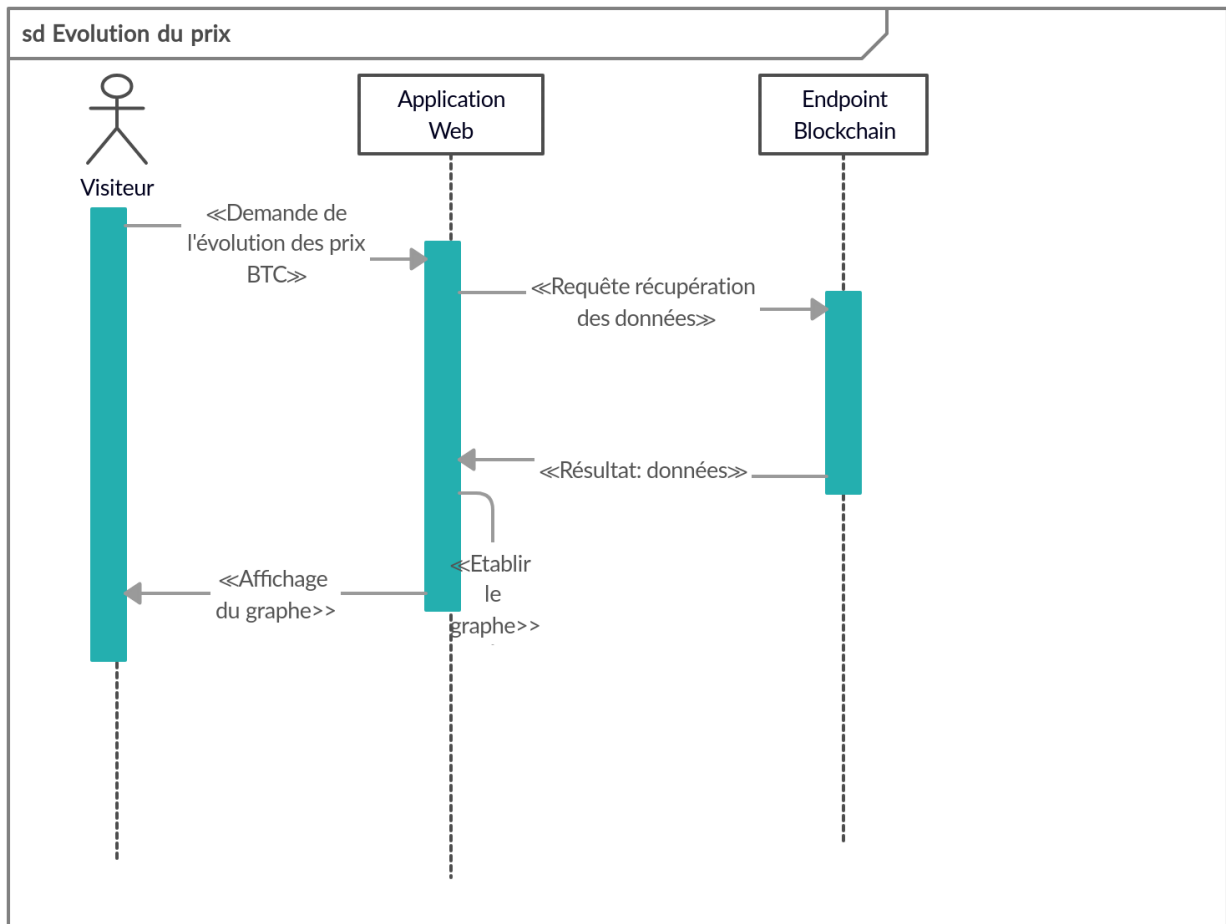 sd Evolution du prix
Application
Web
Endpoint
Blockchain
Visiteur
≪Demande de
l'évolution des prix
BTC≫
≪Requête récupération
des données≫
≪Résultat: données≫
≪Etablir
le
graphe>>
≪Affichage
du graphe>>